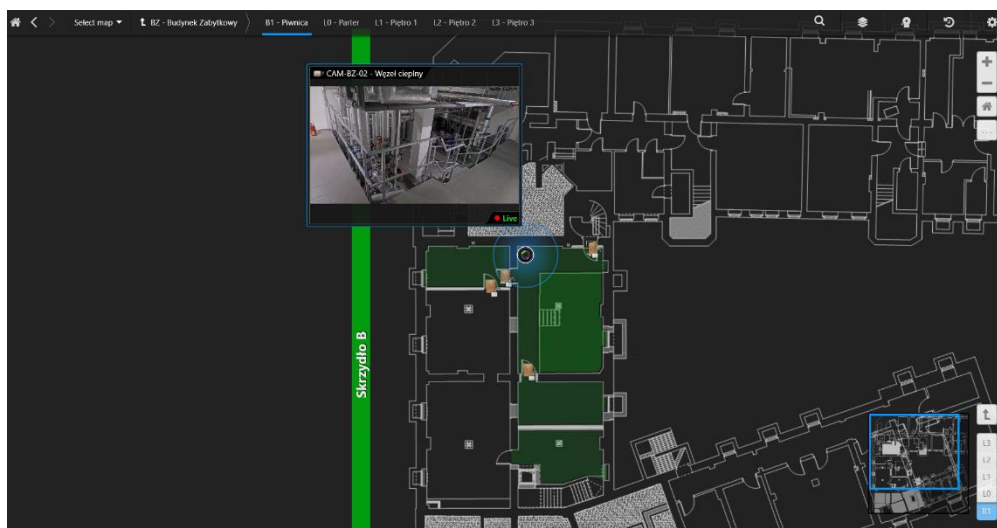 Select map
BZ - Budynek Zabytkowy
B1 - Piwnica
L0 - Parter
L1 - Piętro 1
L2 - Piętro 2
L3 - Piętro 3
CAM-BZ-02 - Węzeł cieplny
Live
Skrzydło B
L3
L2
L1
L0
B1